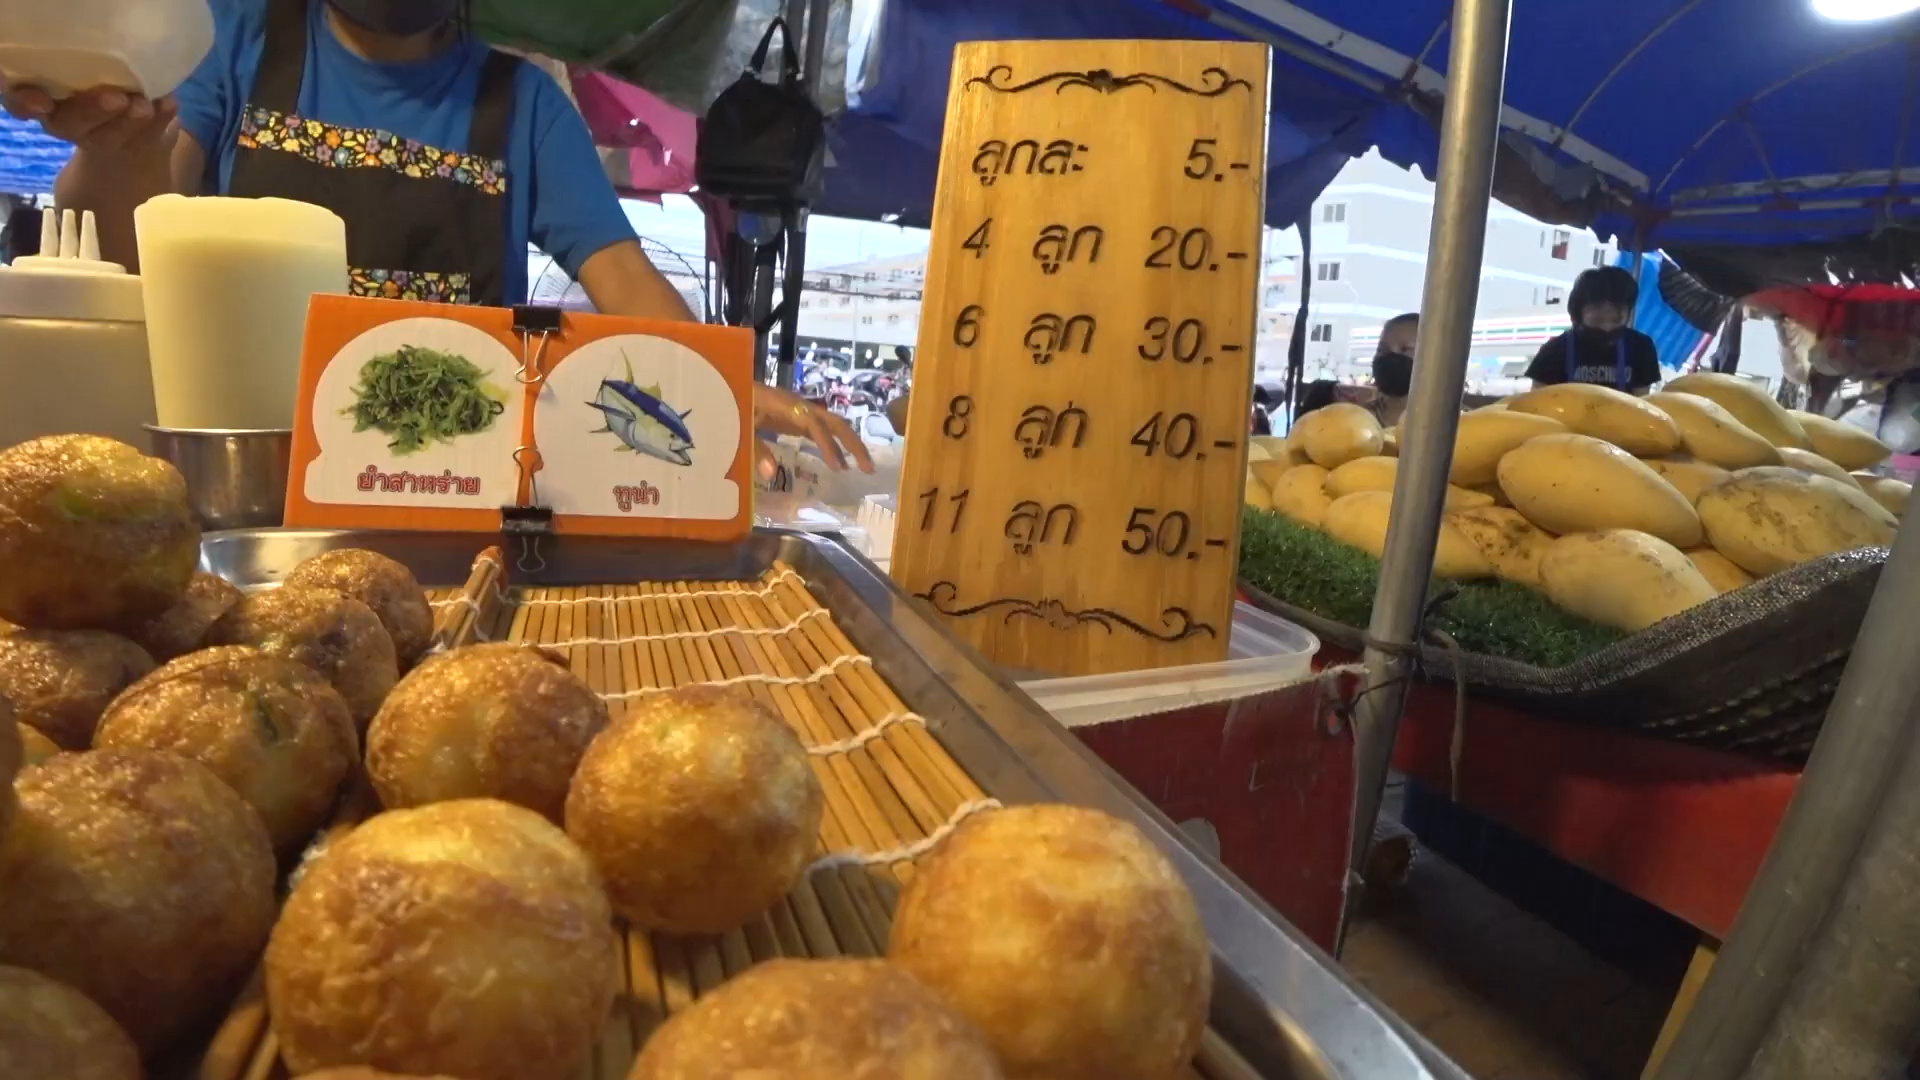 ยำสาหร่าย
ทูน่า
ลูกละ 5.-
4 ลูก 20.-
6 ลูก 30.-
8 ลูก 40.-
11 ลูก 50.-
MOSCHINO